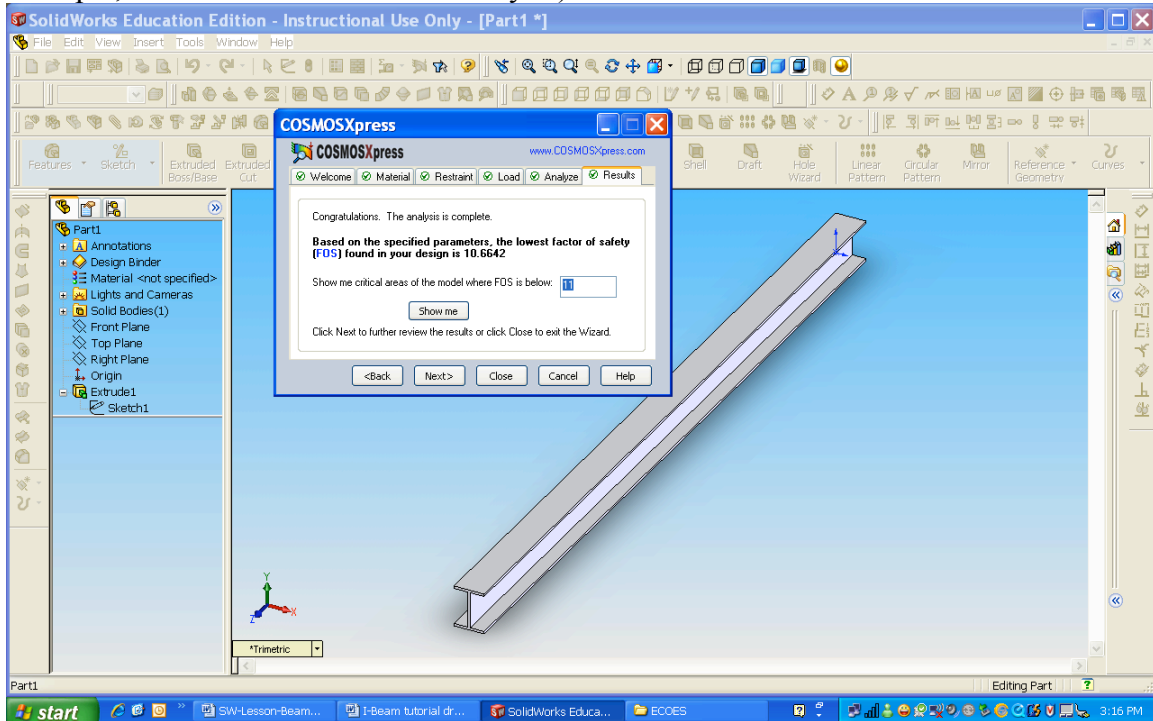 SolidWorks Education Edition - Instructional Use Only - [Part1 *]
File Edit View Insert Tools Window Help
Features Sketch Extruded Boss/Base Extruded Cut Shell Draft Hole Wizard Linear Pattern Circular Pattern Mirror Reference Geometry Curves
COSMOSXpress
COSMOSXpress www.COSMOSXpress.com
Welcome Material Restraint Load Analyze Results
Congratulations. The analysis is complete.
Based on the specified parameters, the lowest factor of safety
(FOS) found in your design is 10.6642
Show me critical areas of the model where FOS is below: 11
Show me
Click Next to further review the results or click Close to exit the Wizard.
<Back Next> Close Cancel Help
Part1
Annotations
Design Binder
Material <not specified>
Lights and Cameras
Solid Bodies(1)
Front Plane
Top Plane
Right Plane
Origin
Extrude1
Sketch1
Y
X
Z
*Trimetric
Part1 Editing Part
start SW-Lesson-Beam... I-Beam tutorial dr... SolidWorks Educa... ECOES 3:16 PM